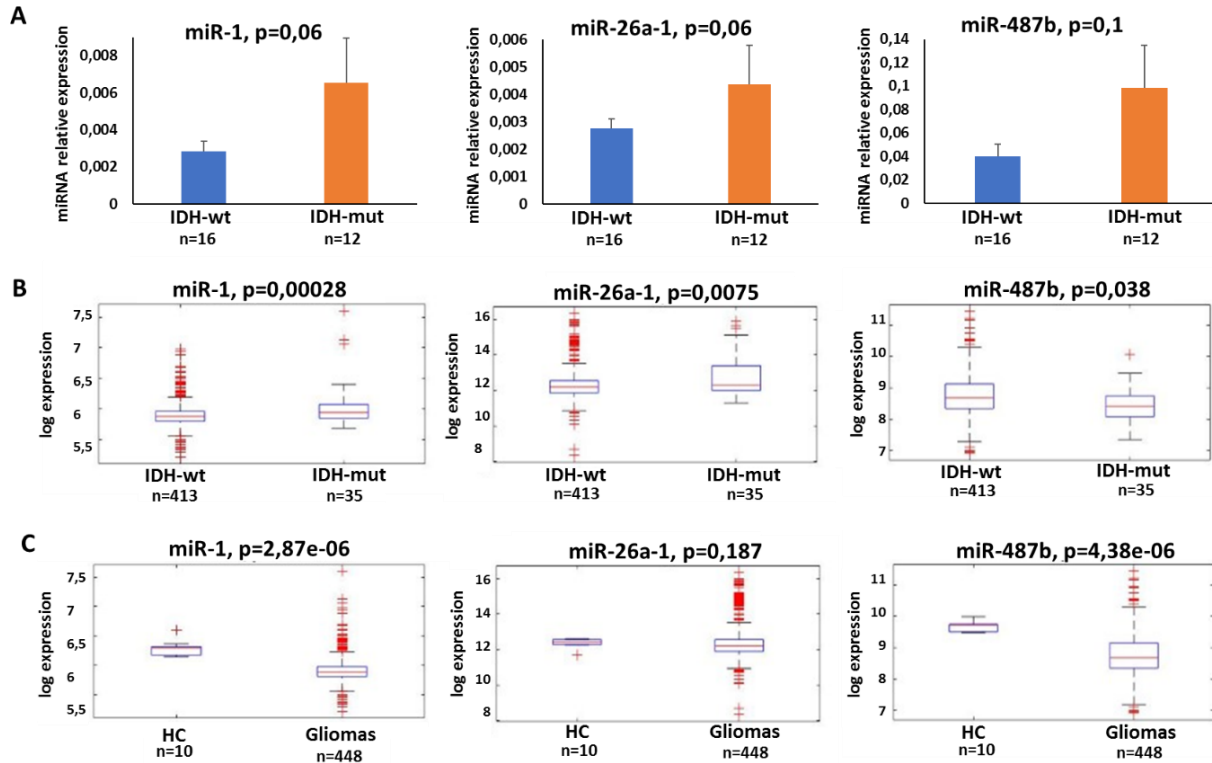 A
miR-1, p=0,06
miRNA relative expression
0,008
0,006
0,004
0,002
0
IDH-wt
IDH-mut
n=16
n=12
miR-26a-1, p=0,06
miRNA relative expression
0,006
0,005
0,004
0,003
0,002
0,001
0
IDH-wt
IDH-mut
n=16
n=12
miR-487b, p=0,1
miRNA relative expression
0,14
0,12
0,1
0,08
0,06
0,04
0,02
0
IDH-wt
IDH-mut
n=16
n=12
B
miR-1, p=0,00028
log expression
7,5
7
6,5
6
5,5
IDH-wt
IDH-mut
n=413
n=35
miR-26a-1, p=0,0075
log expression
16
14
12
10
8
IDH-wt
IDH-mut
n=413
n=35
miR-487b, p=0,038
log expression
11
10
9
8
7
IDH-wt
IDH-mut
n=413
n=35
C
miR-1, p=2,87e-06
log expression
7,5
7
6,5
6
5,5
HC
Gliomas
n=10
n=448
miR-26a-1, p=0,187
log expression
16
14
12
10
8
HC
Gliomas
n=10
n=448
miR-487b, p=4,38e-06
log expression
11
10
9
8
7
HC
Gliomas
n=10
n=448